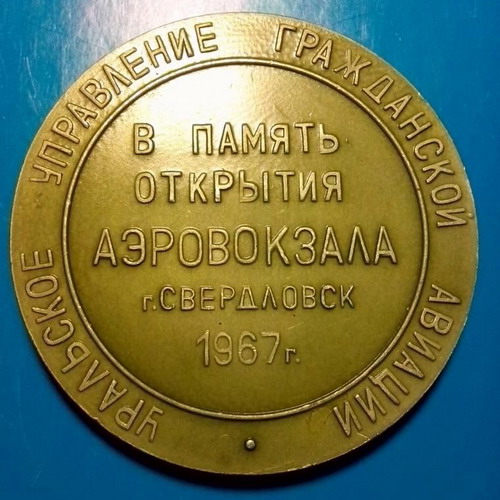 УРАЛЬСКОЕ УПРАВЛЕНИЕ ГРАЖДАНСКОЙ АВИАЦИИ
В ПАМЯТЬ
ОТКРЫТИЯ
АЭРОВОКЗАЛА
г. СВЕРДЛОВСК
1967 г.